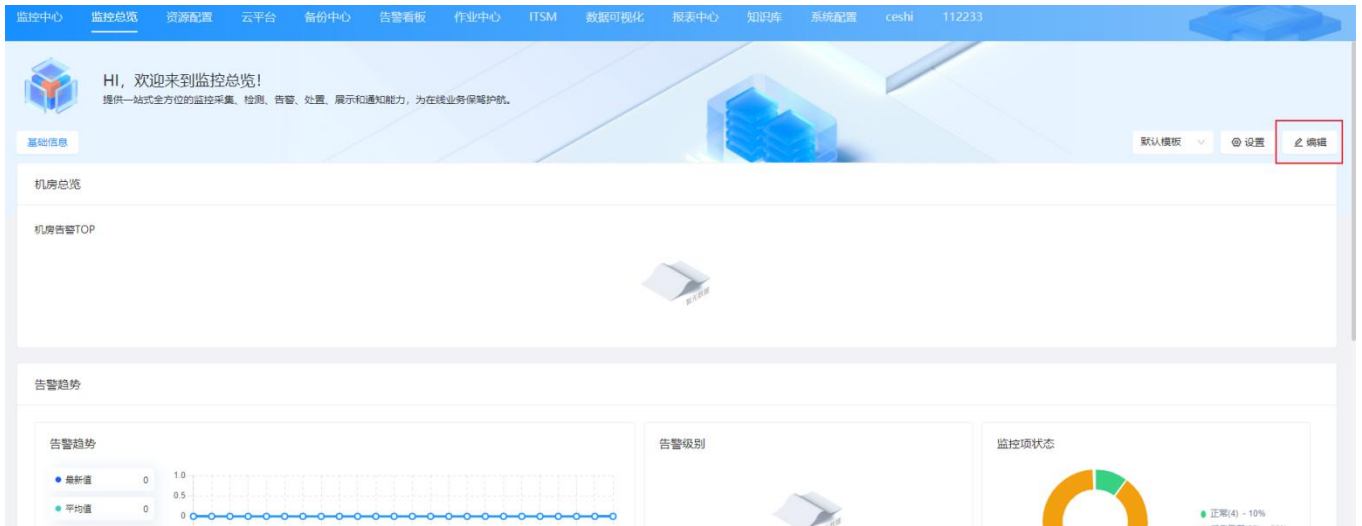 监控中心 监控总览 资源配置 云平台 备份中心 告警看板 作业中心 ITSM 数据可视化 报表中心 知识库 系统配置 ceshi 112233
HI，欢迎来到监控总览！
提供一站式全方位的监控采集、检测、告警、处置、展示和通知能力，为在线业务保驾护航。
基础信息 默认模板 设置 编辑
机房总览
机房告警TOP
暂无数据
告警趋势
告警趋势 告警级别 监控项状态
最新值 0 1.0
0.5
平均值 0 0 正常(4) - 10%